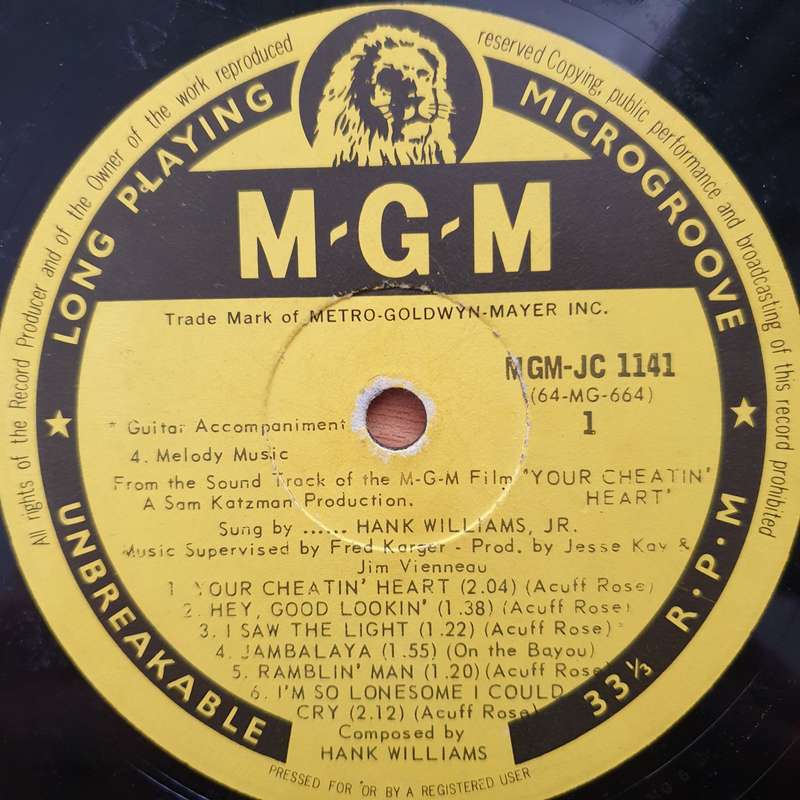 All rights of the Record Producer and of the Owner of the work reproduced
reserved Copying, public performance and broadcasting of this record prohibited
LONG PLAYING
MICROGROOVE
M-G-M
Trade Mark of METRO-GOLDWYN-MAYER INC.
MGM-JC 1141
(64-MG-664)
1
* Guitar Accompaniment
4. Melody Music
From the Sound Track of the M-G-M Film "YOUR CHEATIN'
A Sam Katzman Production. HEART'
Sung by ...... HANK WILLIAMS, JR.
Music Supervised by Fred Karger - Prod. by Jesse Kay &
Jim Vienneau
1 YOUR CHEATIN' HEART (2.04) (Acuff Rose)
2. HEY, GOOD LOOKIN' (1.38) (Acuff Rose)
3. I SAW THE LIGHT (1.22) (Acuff Rose)*
4. JAMBALAYA (1.55) (On the Bayou)
5. RAMBLIN' MAN (1.20) (Acuff Rose
6. I'M SO LONESOME I COULD
CRY (2.12) (Acuff Rose)
Composed by
HANK WILLIAMS
UNBREAKABLE
33⅓ R·P·M
PRESSED FOR OR BY A REGISTERED USER